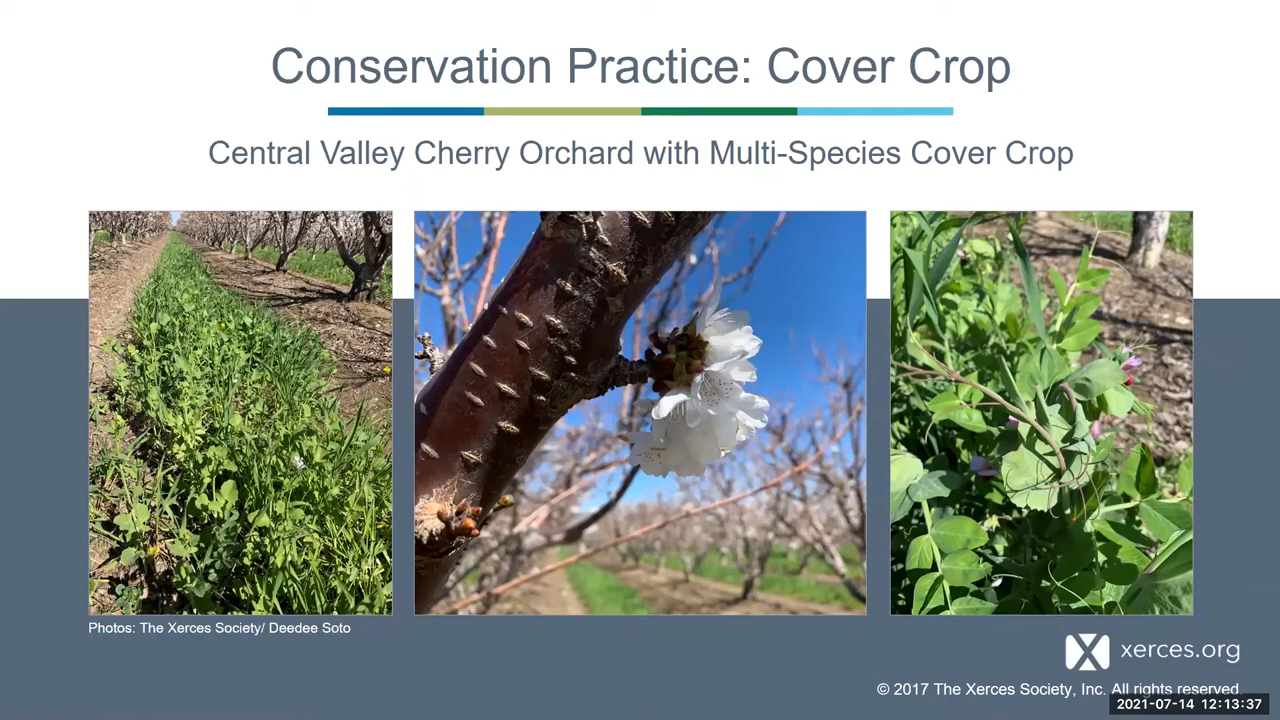 Conservation Practice: Cover Crop
Central Valley Cherry Orchard with Multi-Species Cover Crop
Photos: The Xerces Society/ Deedee Soto
xerces.org
© 2017 The Xerces Society, Inc. All rights reserved.
2021-07-14 12:13:37